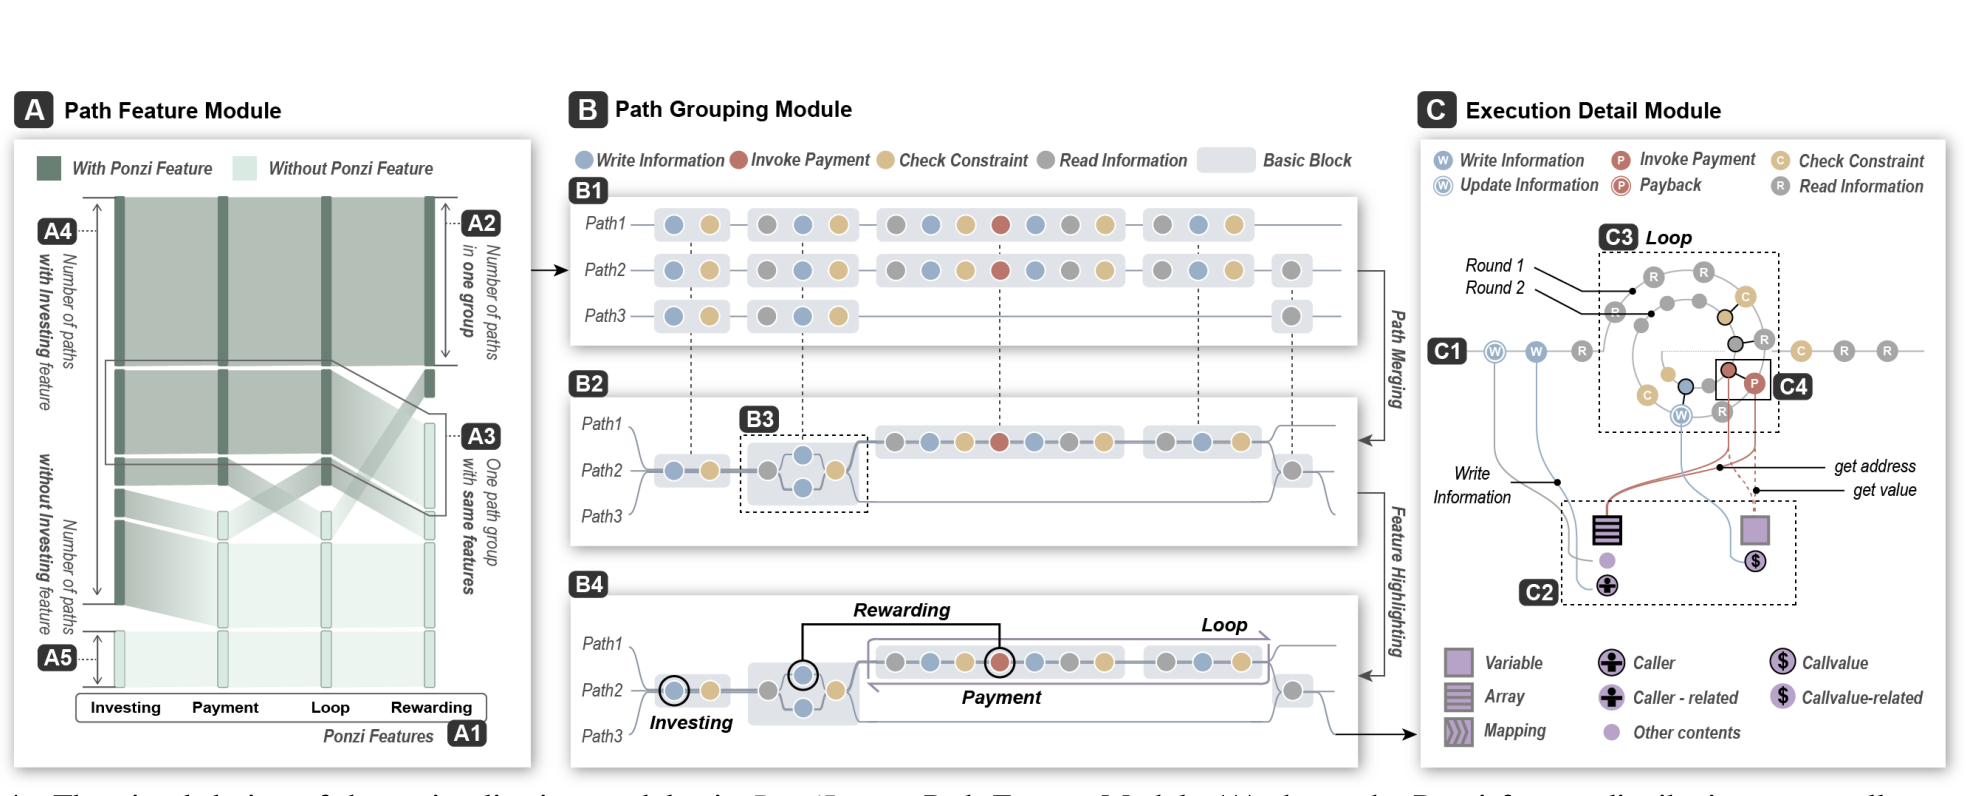 A Path Feature Module
With Ponzi Feature
Without Ponzi Feature
A4
Number of paths
with Investing feature
A2
Number of paths
in one group
A3
One path group
with same features
Number of paths
without Investing feature
A5
Investing Payment Loop Rewarding
Ponzi Features A1
B Path Grouping Module
Write Information Invoke Payment Check Constraint Read Information Basic Block
B1
Path1
Path2
Path3
Path Merging
B2
B3
Path1
Path2
Path3
Feature Highlighting
B4
Rewarding
Loop
Path1
Path2
Payment
Investing
Path3
C Execution Detail Module
W Write Information P Invoke Payment C Check Constraint
W Update Information P Payback R Read Information
C3 Loop
Round 1
Round 2
R R
C
R
C1 W W R R C R R
P C4
C
W R
Write
Information
get address
get value
$
C2
Variable Caller $ Callvalue
Array Caller - related $ Callvalue-related
Mapping Other contents